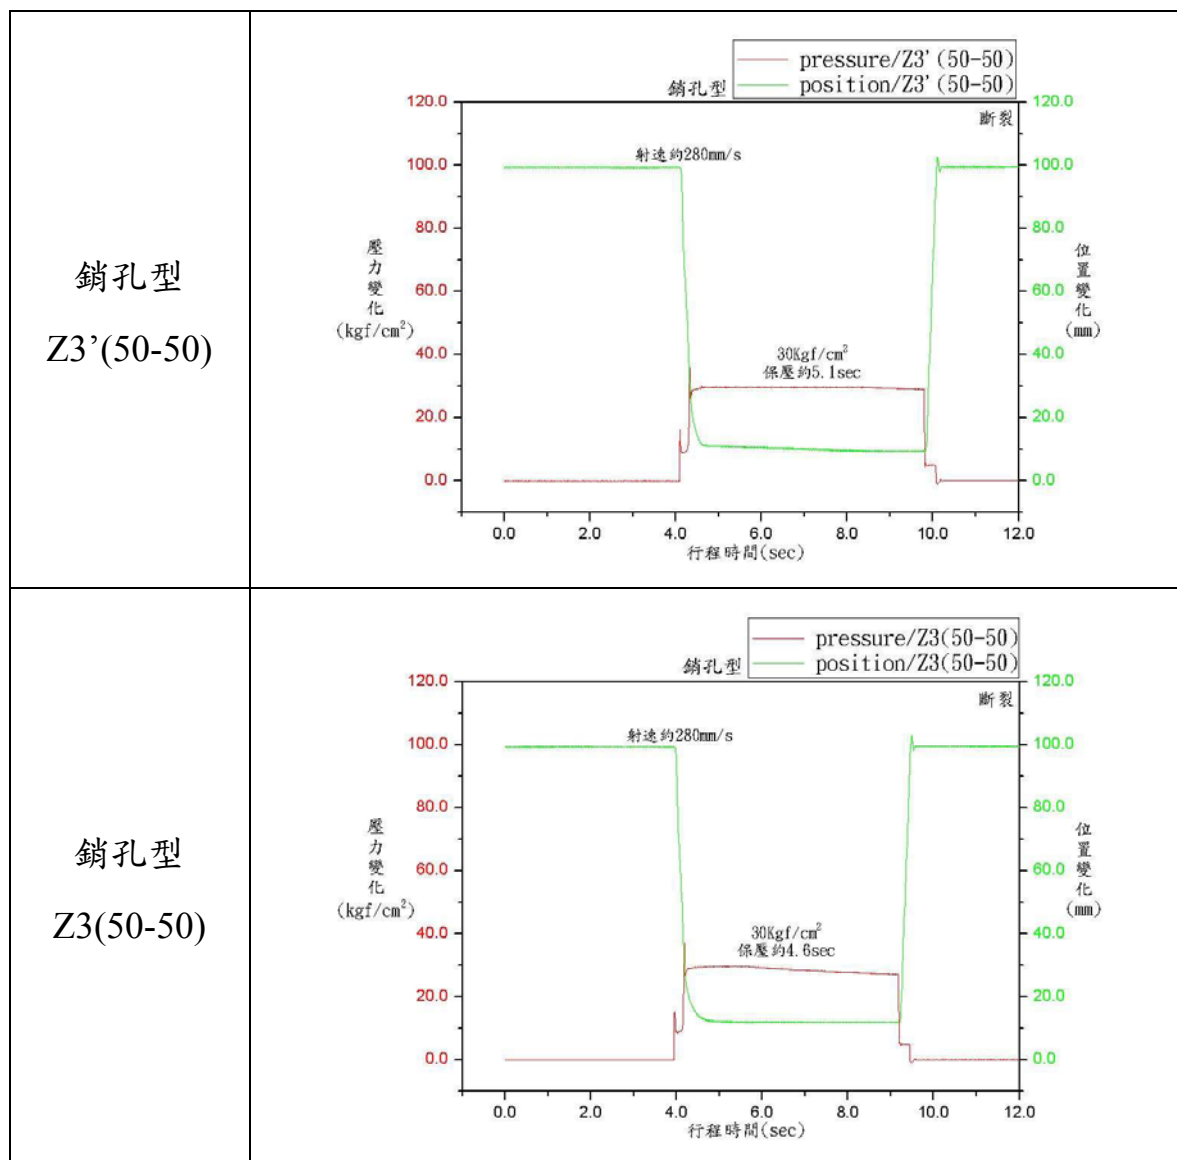 銷孔型
Z3’(50-50)
pressure/Z3'(50-50)
position/Z3'(50-50)
銷孔型
斷裂
射速約280mm/s
30Kgf/cm²
保壓約5.1sec
壓力變化
(kgf/cm²)
120.0
100.0
80.0
60.0
40.0
20.0
0.0
120.0
100.0
80.0
60.0
40.0
20.0
0.0
位置變化
(mm)
0.0 2.0 4.0 6.0 8.0 10.0 12.0
行程時間(sec)
銷孔型
Z3(50-50)
pressure/Z3(50-50)
position/Z3(50-50)
銷孔型
斷裂
射速約280mm/s
30Kgf/cm²
保壓約4.6sec
壓力變化
(kgf/cm²)
120.0
100.0
80.0
60.0
40.0
20.0
0.0
120.0
100.0
80.0
60.0
40.0
20.0
0.0
位置變化
(mm)
0.0 2.0 4.0 6.0 8.0 10.0 12.0
行程時間(sec)